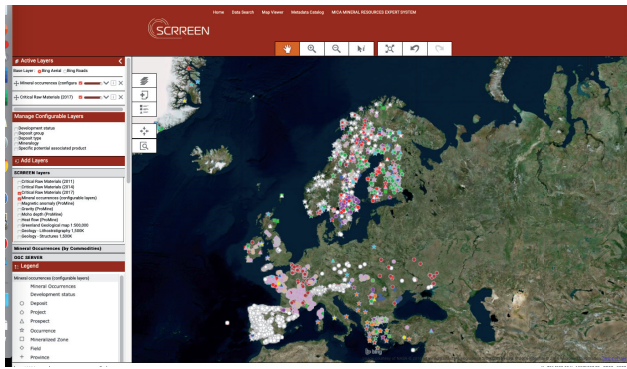 Home Data Search Map Viewer Metadata Catalog MICA MINERAL RESOURCES EXPERT SYSTEM
SCRREEN
Active Layers
Base Layer: Bing Aerial Bing Roads
Mineral occurrences (configura
Critical Raw Materials (2017)
Manage Configurable Layers
Development status
Deposit group
Deposit type
Mineralogy
Specific potential associated product
Add Layers
SCRREEN layers
Critical Raw Materials (2011)
Critical Raw Materials (2014)
Critical Raw Materials (2017)
Mineral occurrences (configurable layers)
Magnetic anomaly (ProMine)
Gravity (ProMine)
Moho depth (ProMine)
Heat flow (ProMine)
Greenland Geological map 1:500,000
Geology - Lithostratigraphy 1,500K
Geology - Structures 1,500K
Mineral Occurrences (by Commodities)
OGC SERVER
Legend
Mineral occurrences (configurable layers)
Mineral Occurrences
Development status
Deposit
Project
Prospect
Occurrence
Mineralized Zone
Field
Province
bing